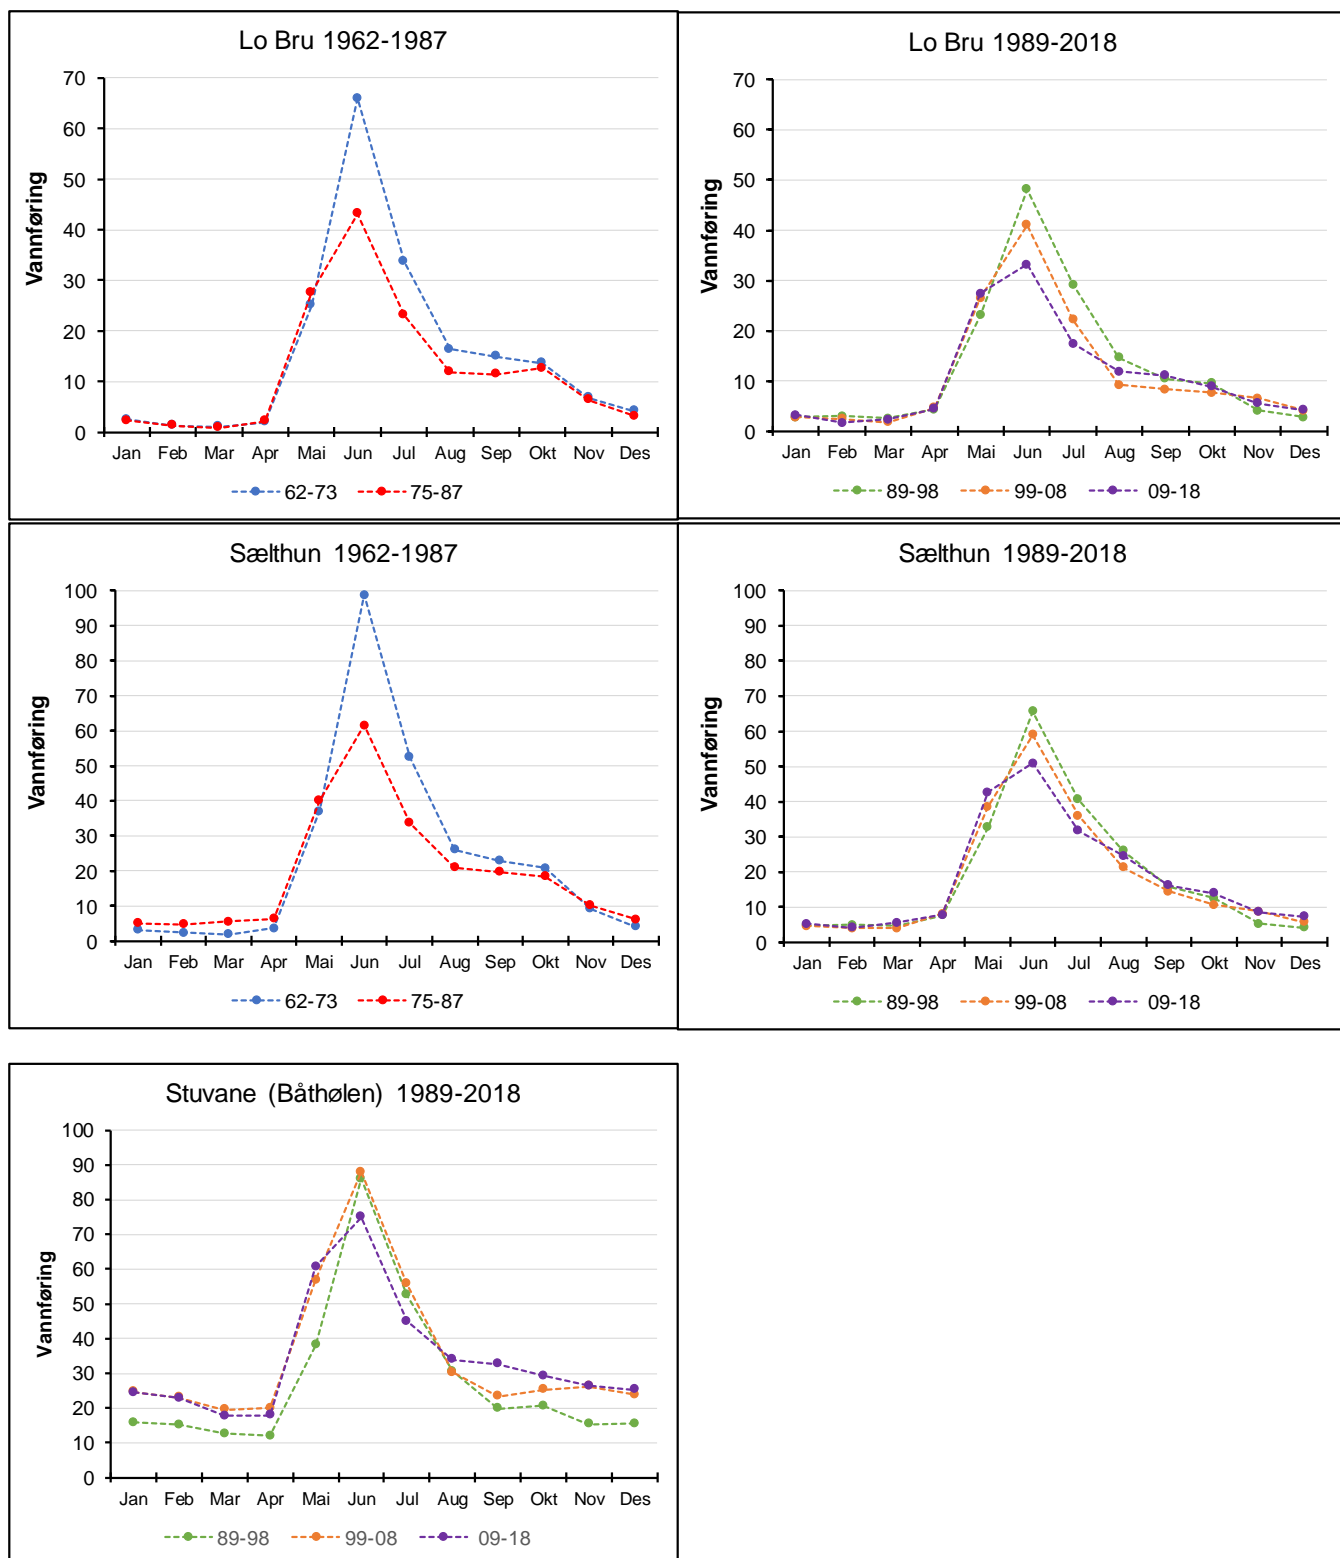 Lo Bru 1962-1987
Vannføring
70
60
50
40
30
20
10
0
Jan Feb Mar Apr Mai Jun Jul Aug Sep Okt Nov Des
62-73 75-87
Lo Bru 1989-2018
Vannføring
70
60
50
40
30
20
10
0
Jan Feb Mar Apr Mai Jun Jul Aug Sep Okt Nov Des
89-98 99-08 09-18
Sælthun 1962-1987
Vannføring
100
90
80
70
60
50
40
30
20
10
0
Jan Feb Mar Apr Mai Jun Jul Aug Sep Okt Nov Des
62-73 75-87
Sælthun 1989-2018
Vannføring
100
90
80
70
60
50
40
30
20
10
0
Jan Feb Mar Apr Mai Jun Jul Aug Sep Okt Nov Des
89-98 99-08 09-18
Stuvane (Båthølen) 1989-2018
Vannføring
100
90
80
70
60
50
40
30
20
10
0
Jan Feb Mar Apr Mai Jun Jul Aug Sep Okt Nov Des
89-98 99-08 09-18